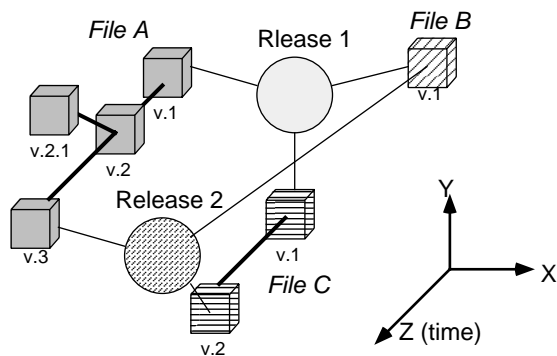 File A
Rlease 1
File B
v.1
v.1
v.2.1
v.2
Release 2
v.3
v.1
File C
v.2
Y
X
Z (time)